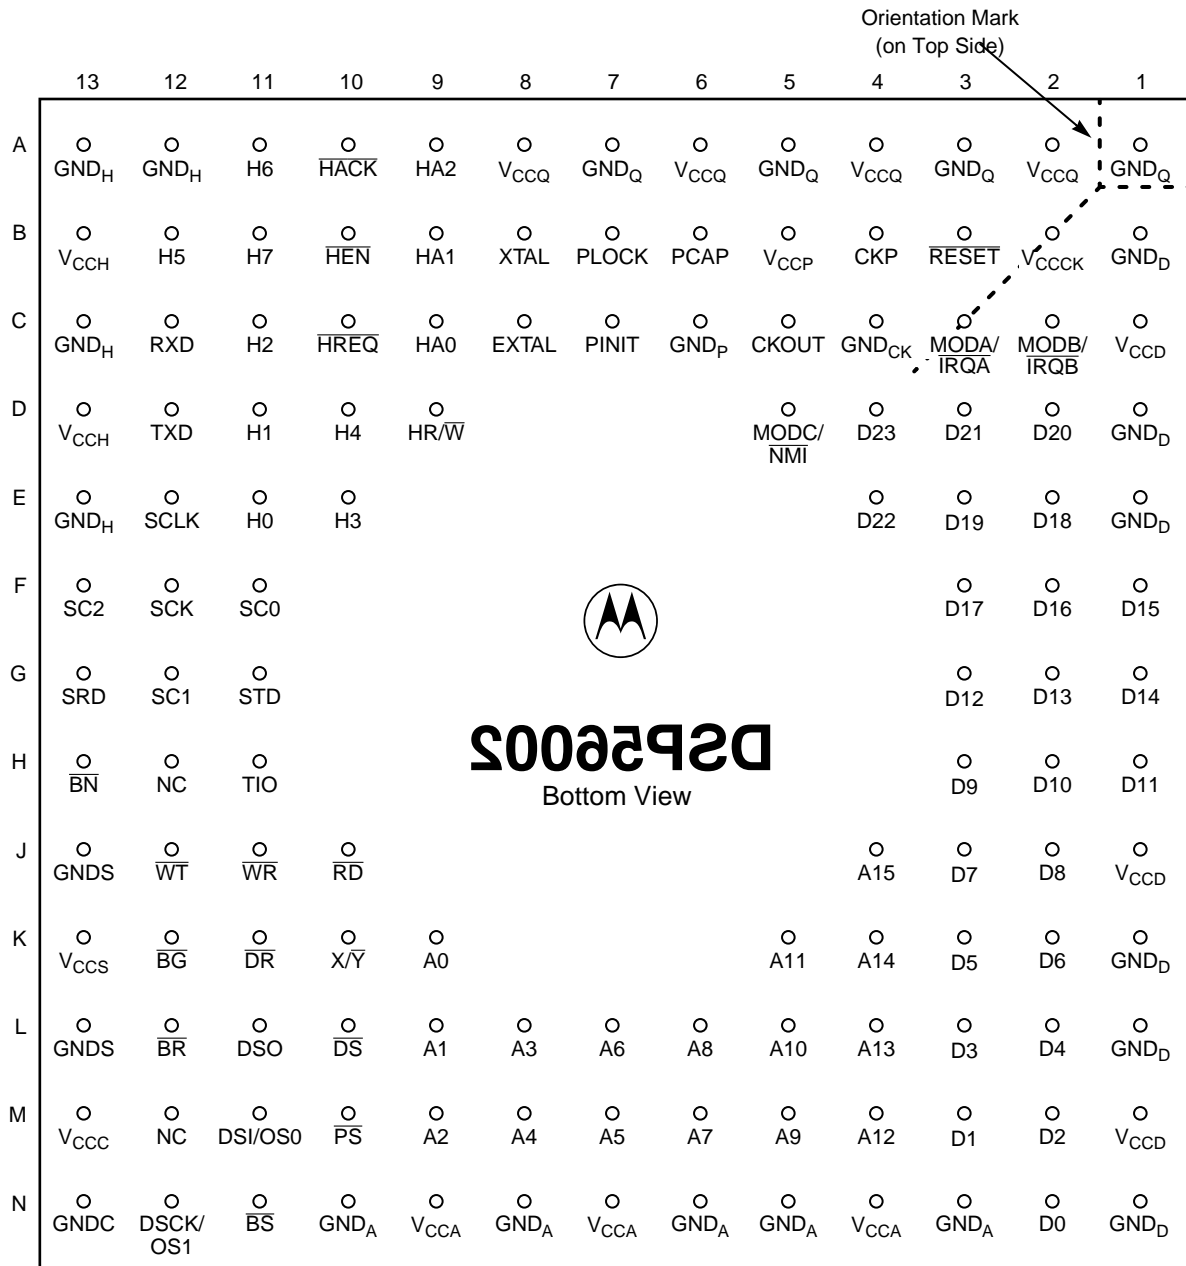 Orientation Mark
(on Top Side)
13 12 11 10 9 8 7 6 5 4 3 2 1
A GNDH GNDH H6 HACK HA2 VCCQ GNDQ VCCQ GNDQ VCCQ GNDQ VCCQ GNDQ
B VCCH H5 H7 HEN HA1 XTAL PLOCK PCAP VCCP CKP RESET VCCCK GNDD
C GNDH RXD H2 HREQ HA0 EXTAL PINIT GNDP CKOUT GNDCK MODA/ MODB/ VCCD
IRQA IRQB
D VCCH TXD H1 H4 HR/W MODC/ D23 D21 D20 GNDD
NMI
E GNDH SCLK H0 H3 D22 D19 D18 GNDD
F SC2 SCK SC0 D17 D16 D15
G SRD SC1 STD D12 D13 D14
DSP56002
H BN NC TIO D9 D10 D11
Bottom View
J GNDS WT WR RD A15 D7 D8 VCCD
K VCCS BG DR X/Y A0 A11 A14 D5 D6 GNDD
L GNDS BR DSO DS A1 A3 A6 A8 A10 A13 D3 D4 GNDD
M VCCC NC DSI/OS0 PS A2 A4 A5 A7 A9 A12 D1 D2 VCCD
N GNDC DSCK/ BS GNDA VCCA GNDA VCCA GNDA GNDA VCCA GNDA D0 GNDD
OS1